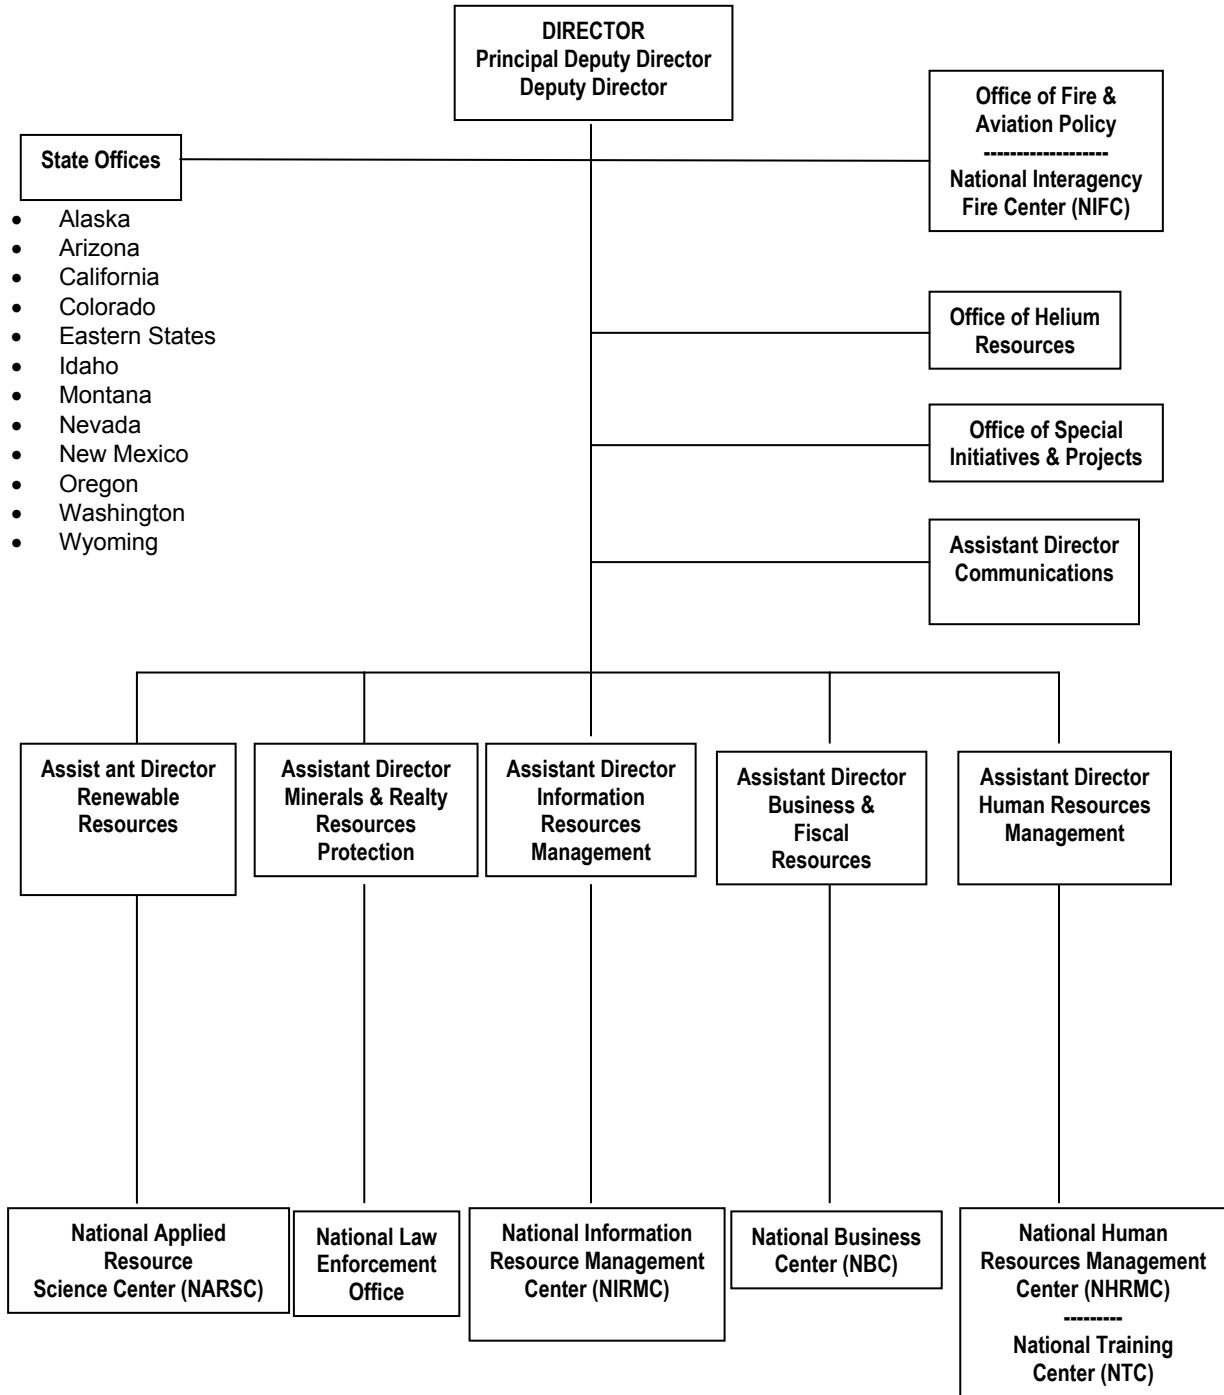 DIRECTOR
Principal Deputy Director
Deputy Director
Office of Fire &
Aviation Policy
-------------------
National Interagency
Fire Center (NIFC)
State Offices
• Alaska
• Arizona
• California
• Colorado
• Eastern States
• Idaho
• Montana
• Nevada
• New Mexico
• Oregon
• Washington
• Wyoming
Office of Helium
Resources
Office of Special
Initiatives & Projects
Assistant Director
Communications
Assist ant Director
Renewable
Resources
Assistant Director
Minerals & Realty
Resources
Protection
Assistant Director
Information
Resources
Management
Assistant Director
Business &
Fiscal
Resources
Assistant Director
Human Resources
Management
National Applied
Resource
Science Center (NARSC)
National Law
Enforcement
Office
National Information
Resource Management
Center (NIRMC)
National Business
Center (NBC)
National Human
Resources Management
Center (NHRMC)
---------
National Training
Center (NTC)